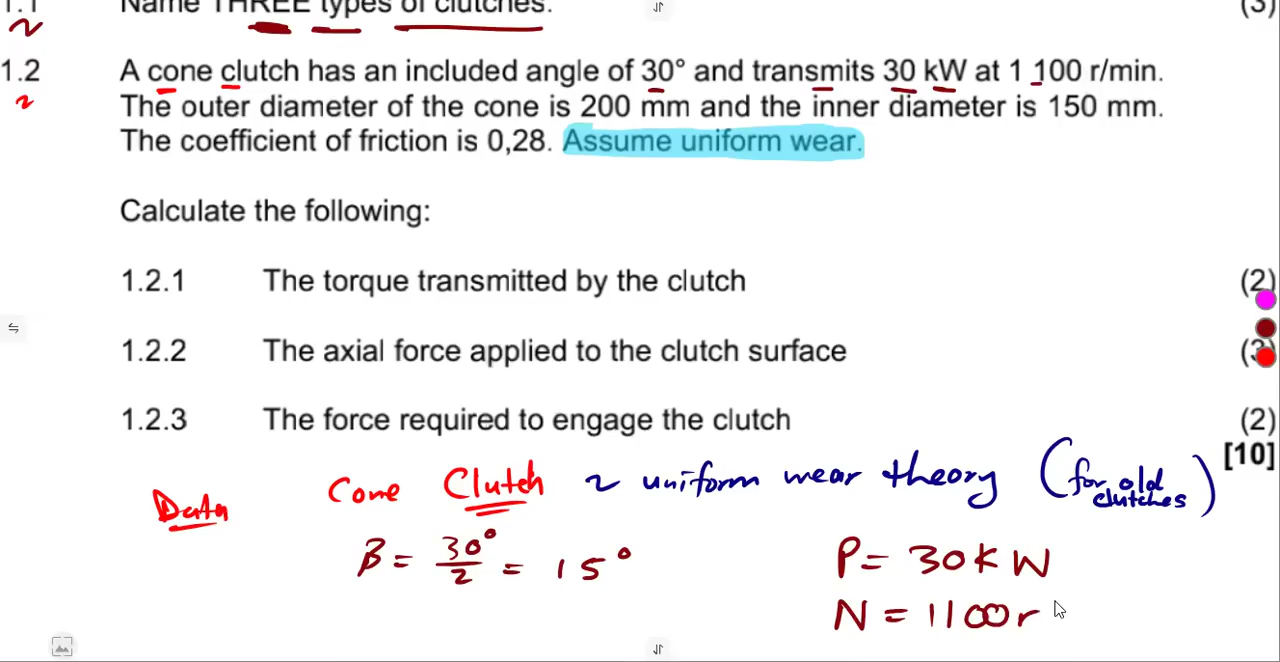 1.1 Name THREE types of clutches. (3)
1.2 A cone clutch has an included angle of 30° and transmits 30 kW at 1 100 r/min.
The outer diameter of the cone is 200 mm and the inner diameter is 150 mm.
The coefficient of friction is 0,28. Assume uniform wear.
Calculate the following:
1.2.1 The torque transmitted by the clutch (2)
1.2.2 The axial force applied to the clutch surface (3)
1.2.3 The force required to engage the clutch (2)
[10]
Data Cone Clutch ~ uniform wear theory (for old clutches)
β = 30°/2 = 15° P = 30kW
N = 1100r